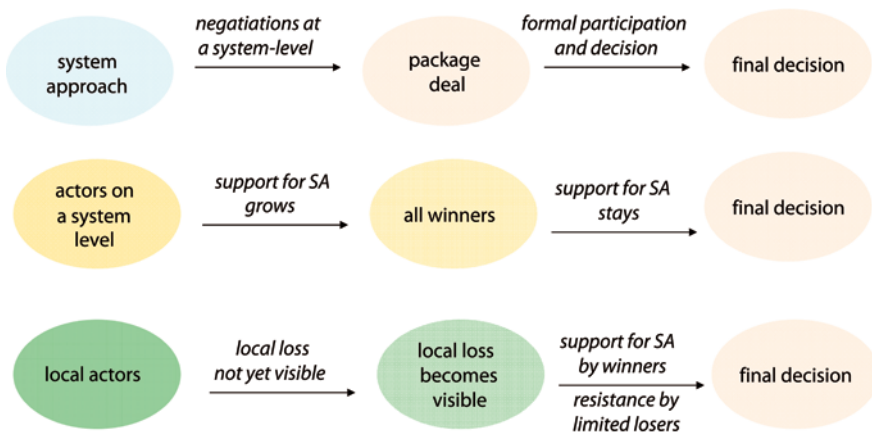 negatiations at
a system-level
formal participation
and decision
system
approach
package
deal
final decision
support for SA
grows
support for SA
stays
actors on
a system
level
all winners
final decision
local loss
not yet visible
support for SA
by winners
local actors
local loss
becomes
visible
final decision
resistance by
limited losers